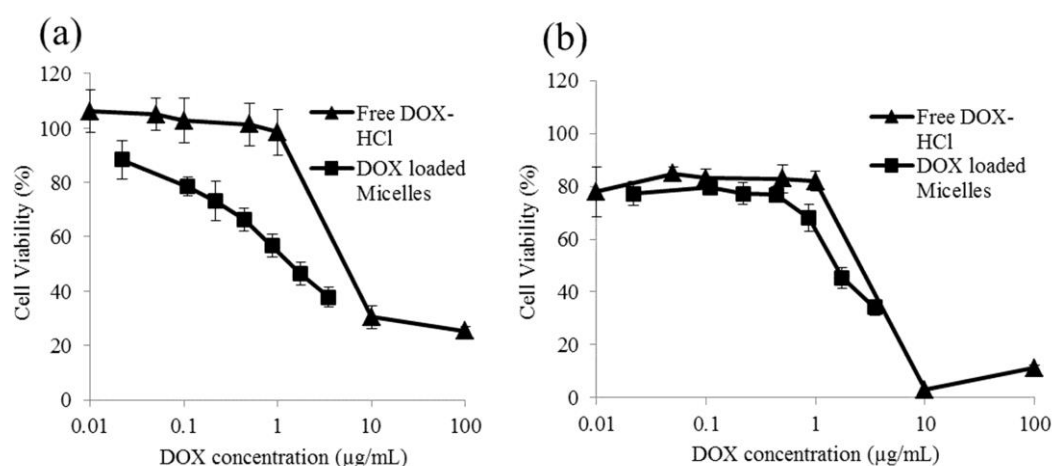 (a)
120
100
80
60
40
20
0
Cell Viability (%)
0.01 0.1 1 10 100
DOX concentration (µg/mL)
Free DOX-
HCl
DOX loaded
Micelles
(b)
120
100
80
60
40
20
0
Cell Viability (%)
0.01 0.1 1 10 100
DOX concentration (µg/mL)
Free DOX-
HCl
DOX loaded
Micelles